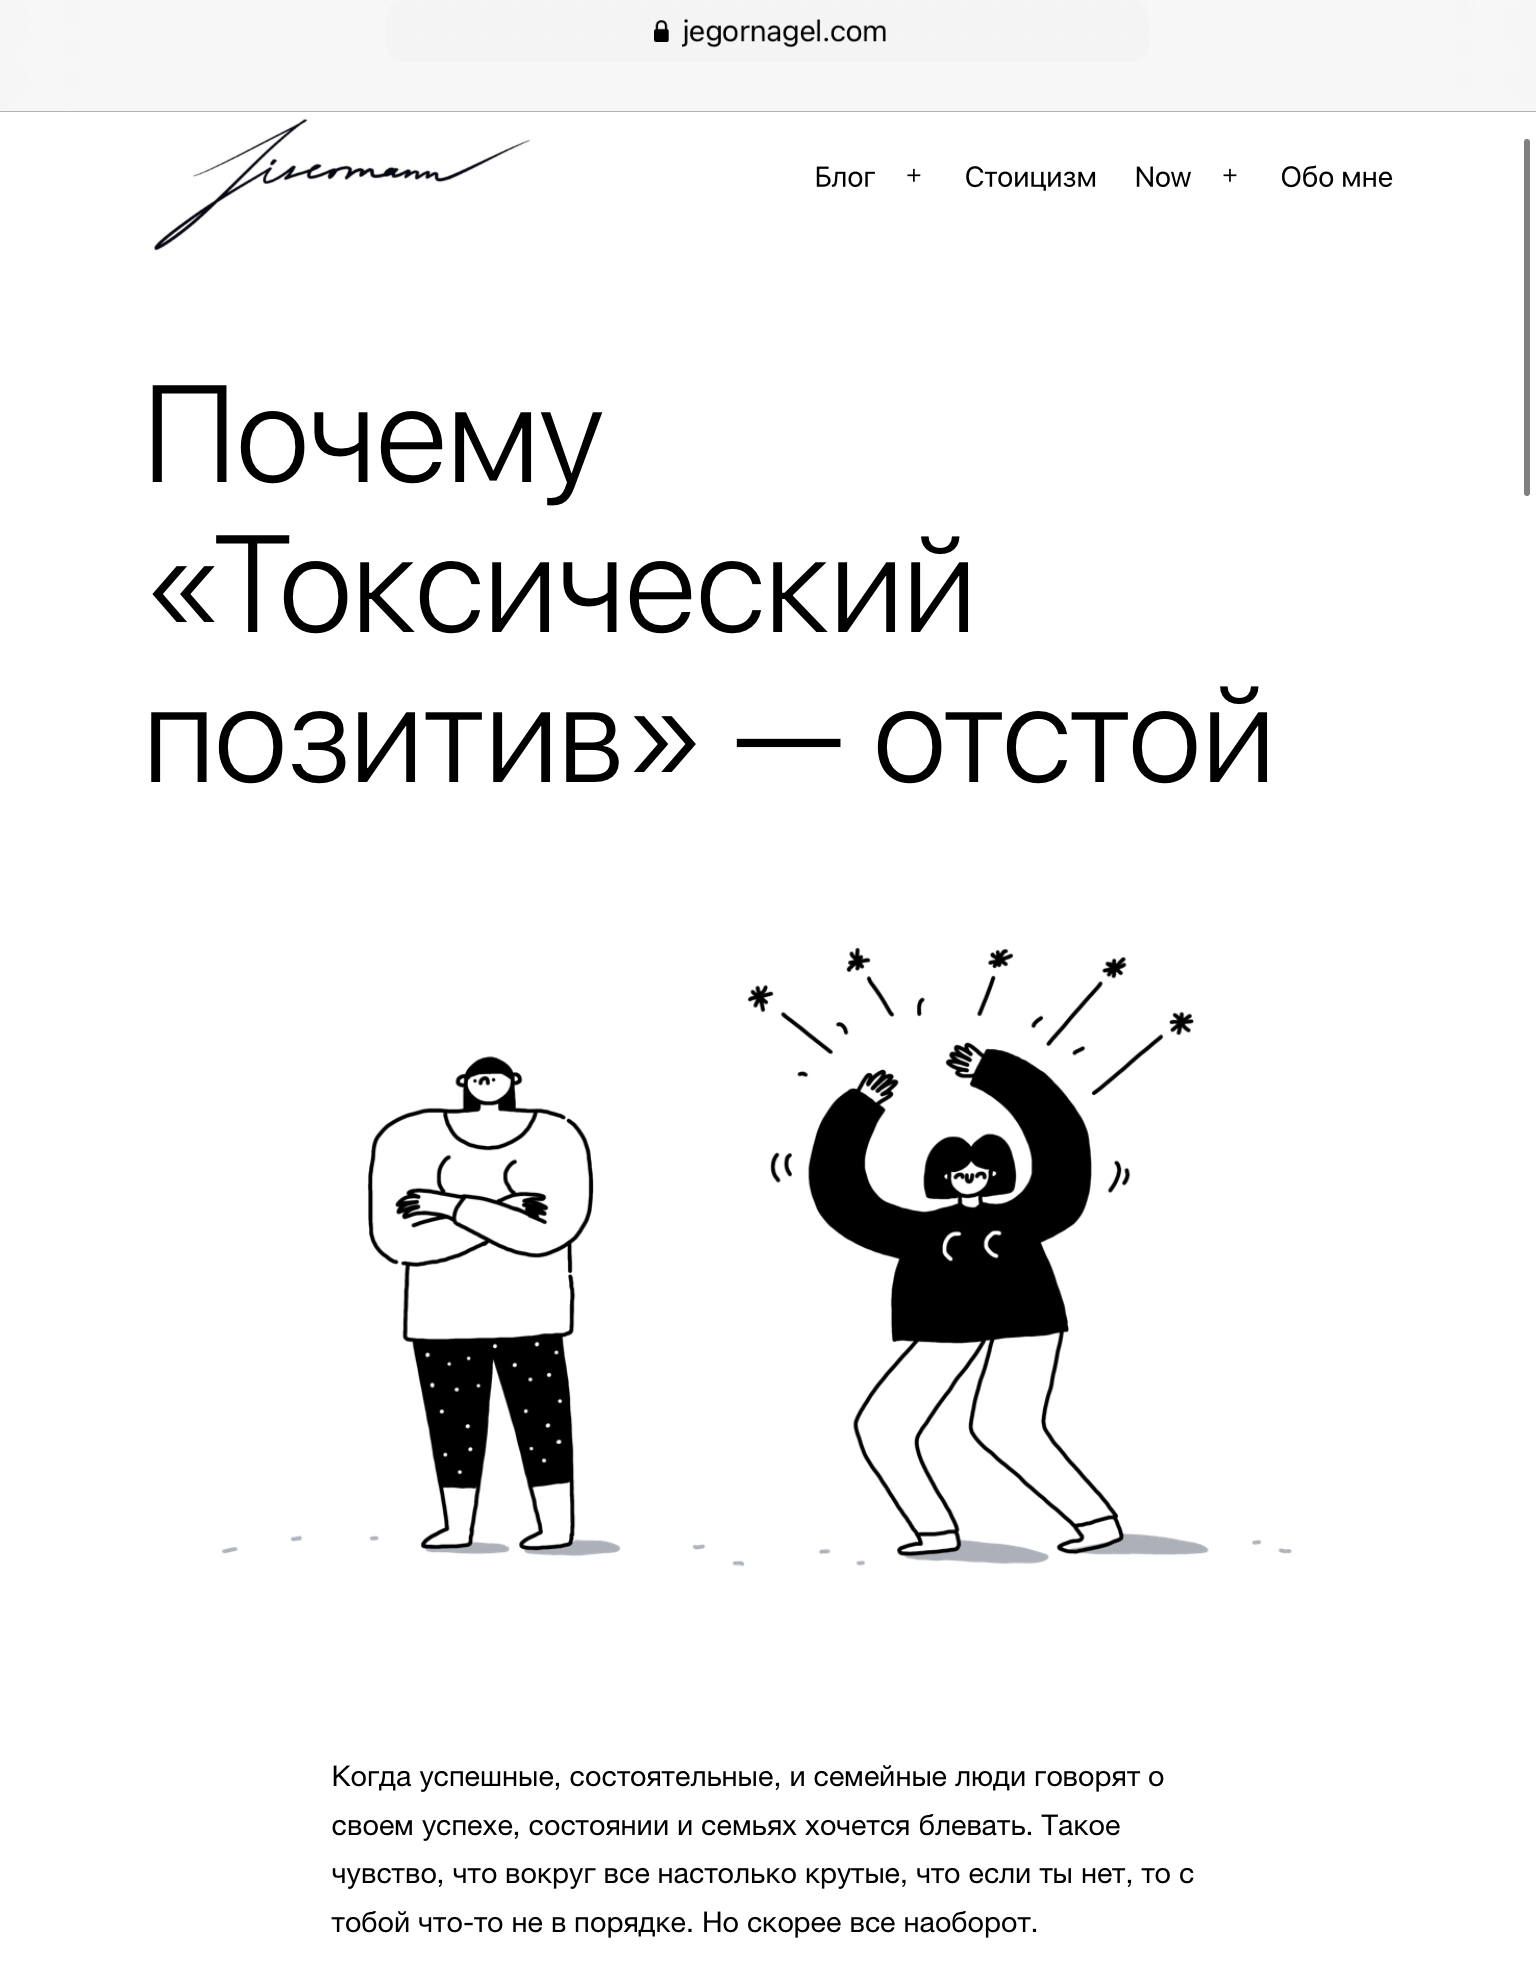 jegornagel.com
Блог + Стоицизм Now + Обо мне
Почему
«Токсический
позитив» — отстой
Когда успешные, состоятельные, и семейные люди говорят о
своем успехе, состоянии и семьях хочется блевать. Такое
чувство, что вокруг все настолько крутые, что если ты нет, то с
тобой что-то не в порядке. Но скорее все наоборот.